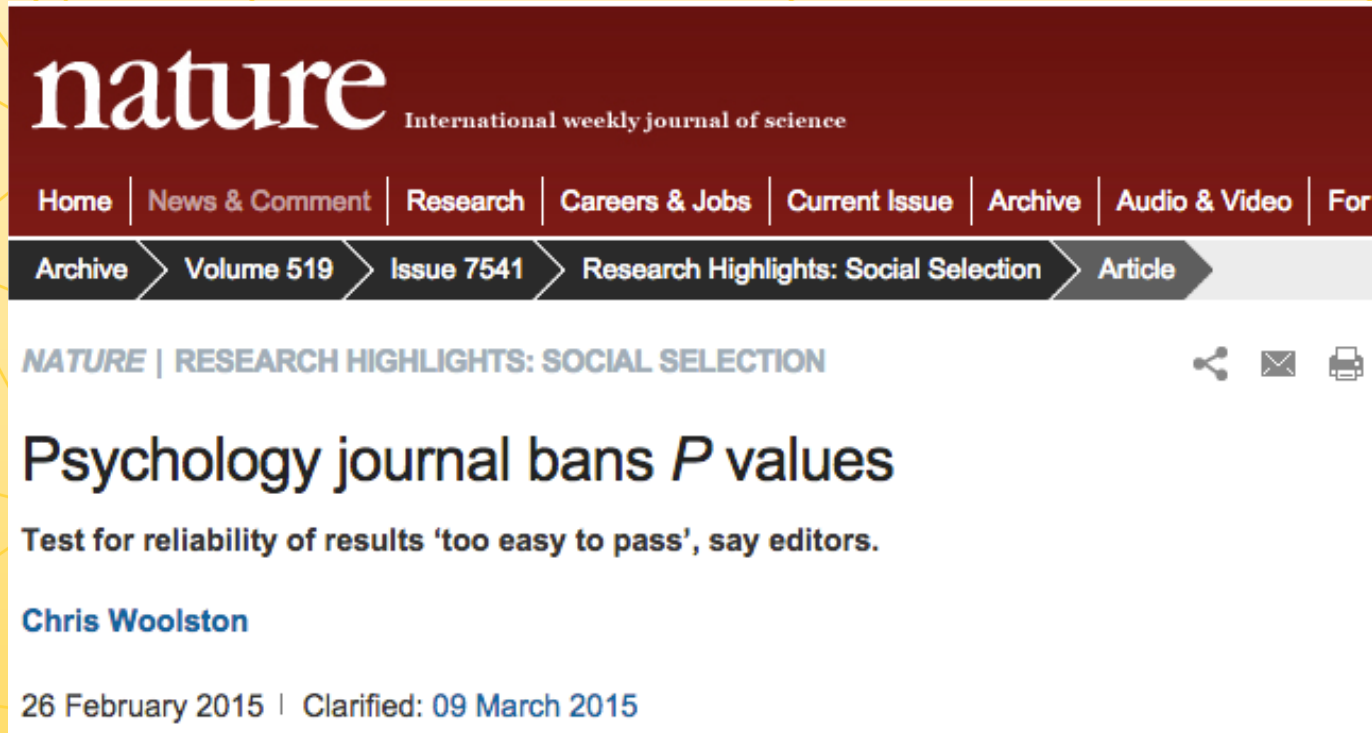 nature International weekly journal of science
Home News & Comment Research Careers & Jobs Current Issue Archive Audio & Video For
Archive Volume 519 Issue 7541 Research Highlights: Social Selection Article
NATURE | RESEARCH HIGHLIGHTS: SOCIAL SELECTION
Psychology journal bans P values
Test for reliability of results ‘too easy to pass’, say editors.
Chris Woolston
26 February 2015 | Clarified: 09 March 2015